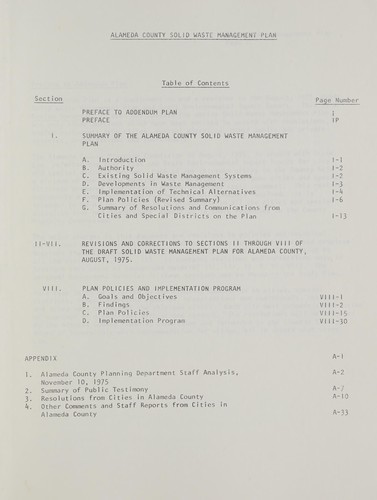 ALAMEDA COUNTY SOLID WASTE MANAGEMENT PLAN
Table of Contents
Section Page Number
PREFACE TO ADDENDUM PLAN i
PREFACE iP
I. SUMMARY OF THE ALAMEDA COUNTY SOLID WASTE MANAGEMENT
PLAN
A. Introduction I-1
B. Authority I-2
C. Existing Solid Waste Management Systems I-2
D. Developments in Waste Management I-3
E. Implementation of Technical Alternatives I-4
F. Plan Policies (Revised Summary) I-6
G. Summary of Resolutions and Communications from
Cities and Special Districts on the Plan I-13
II-VII. REVISIONS AND CORRECTIONS TO SECTIONS II THROUGH VIII OF
THE DRAFT SOLID WASTE MANAGEMENT PLAN FOR ALAMEDA COUNTY,
AUGUST, 1975.
VIII. PLAN POLICIES AND IMPLEMENTATION PROGRAM
A. Goals and Objectives VIII-1
B. Findings VIII-2
C. Plan Policies VIII-15
D. Implementation Program VIII-30
APPENDIX A-1
1. Alameda County Planning Department Staff Analysis, A-2
November 10, 1975
2. Summary of Public Testimony A-7
3. Resolutions from Cities in Alameda County A-10
4. Other Comments and Staff Reports from Cities in
Alameda County A-33